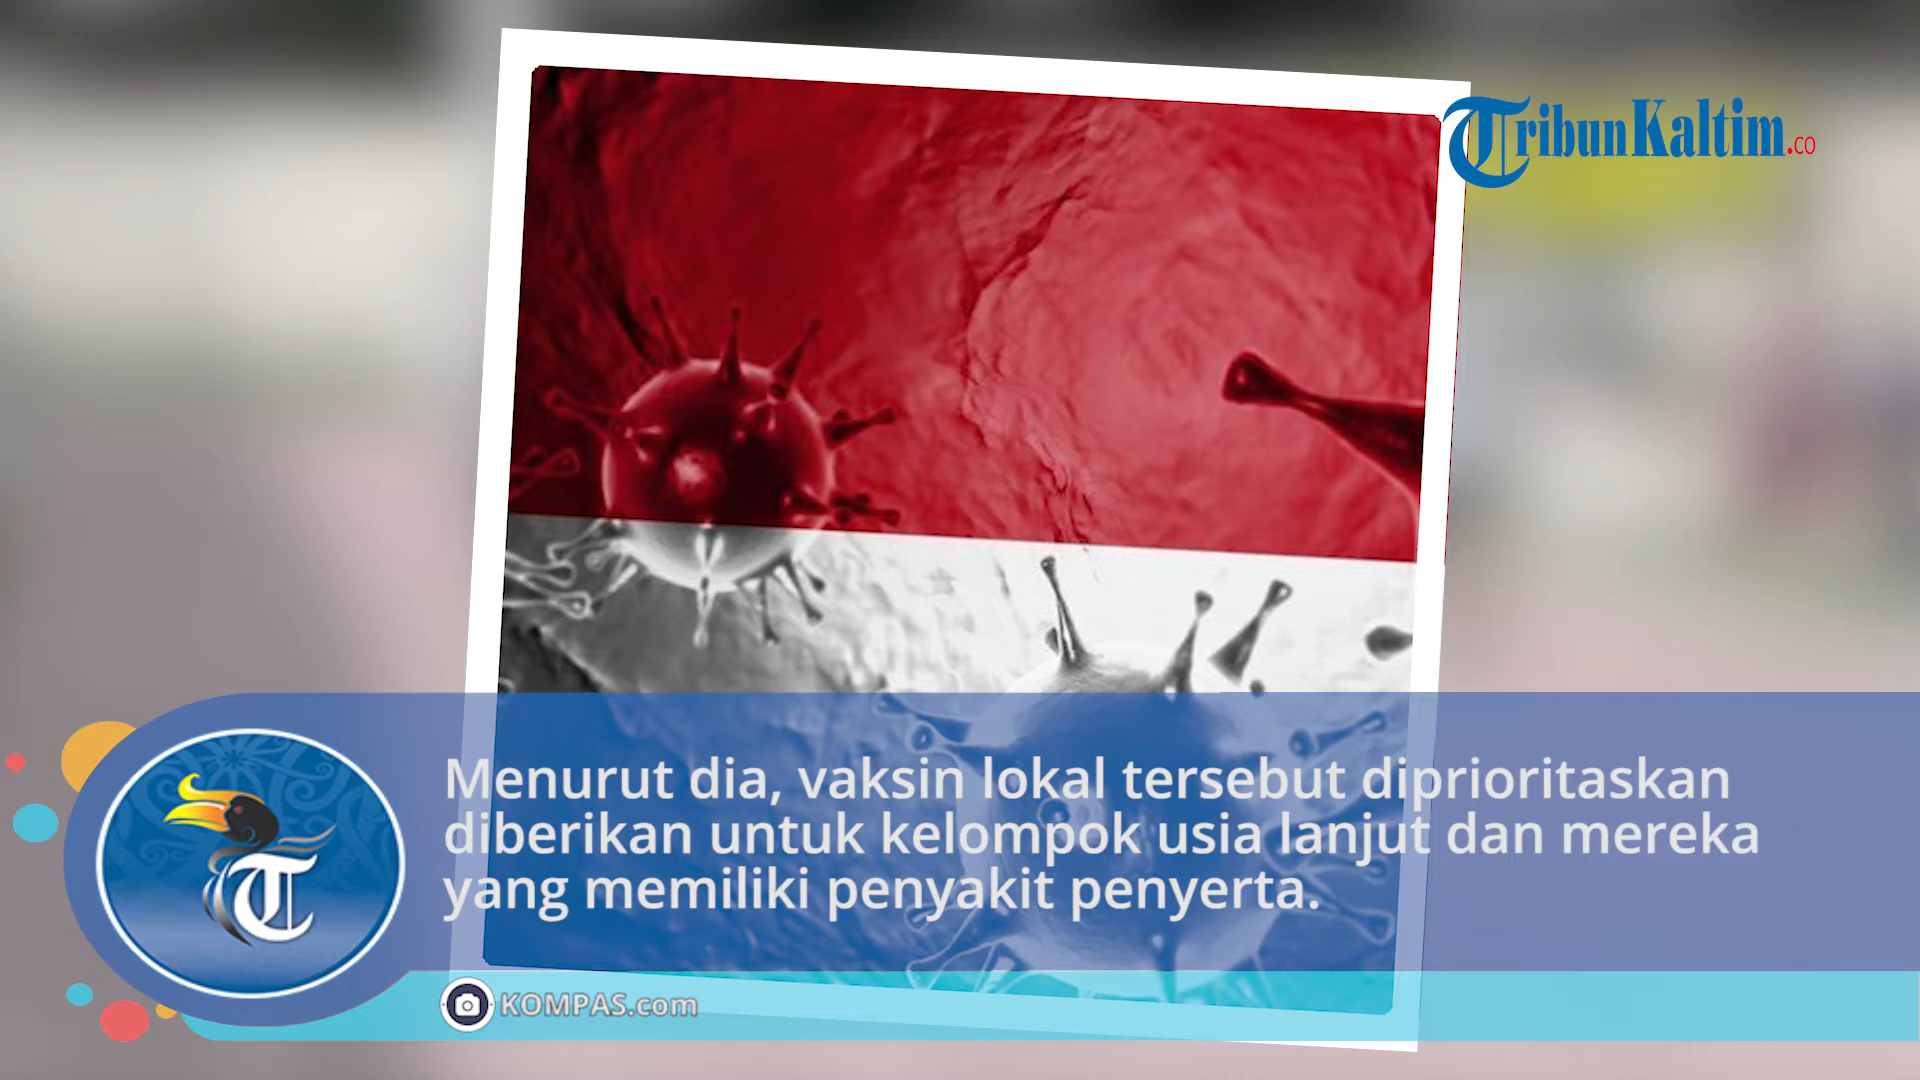 TribunKaltim.co
Menurut dia, vaksin lokal tersebut diprioritaskan
diberikan untuk kelompok usia lanjut dan mereka
yang memiliki penyakit penyerta.
T
KOMPAS.com